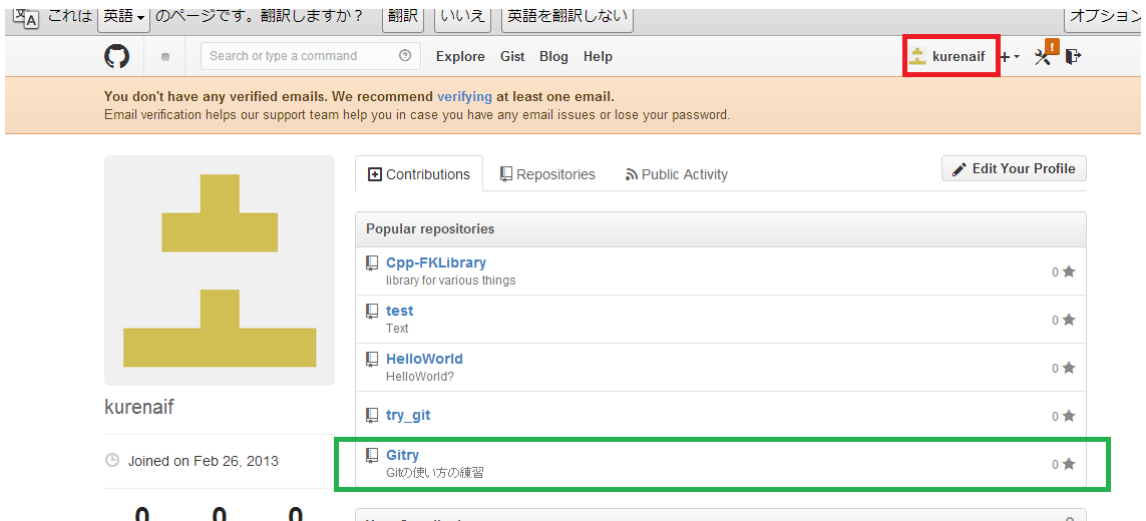 これは 英語 のページです。翻訳しますか? 翻訳 いいえ 英語を翻訳しない オプション
Search or type a command Explore Gist Blog Help kurenaif
You don't have any verified emails. We recommend verifying at least one email.
Email verification helps our support team help you in case you have any email issues or lose your password.
Contributions Repositories Public Activity Edit Your Profile
Popular repositories
Cpp-FKLibrary
library for various things
0
test
Text
0
HelloWorld
HelloWorld?
0
try_git
0
Gitry
Gitの使い方の練習
0
kurenaif
Joined on Feb 26, 2013
0 0 0